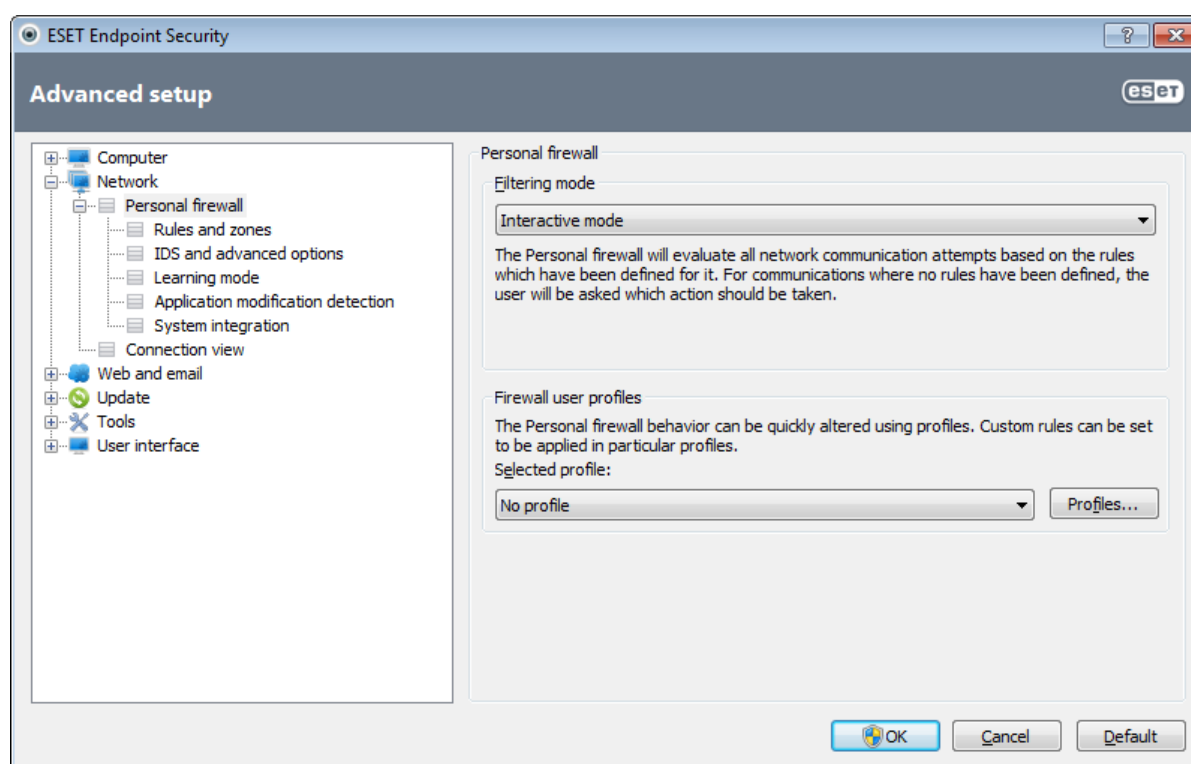 ESET Endpoint Security
?
Advanced setup
eset
Computer
Network
Personal firewall
Rules and zones
IDS and advanced options
Learning mode
Application modification detection
System integration
Connection view
Web and email
Update
Tools
User interface
Personal firewall
Filtering mode
Interactive mode
The Personal firewall will evaluate all network communication attempts based on the rules
which have been defined for it. For communications where no rules have been defined, the
user will be asked which action should be taken.
Firewall user profiles
The Personal firewall behavior can be quickly altered using profiles. Custom rules can be set
to be applied in particular profiles.
Selected profile:
No profile
Profiles...
OK
Cancel
Default